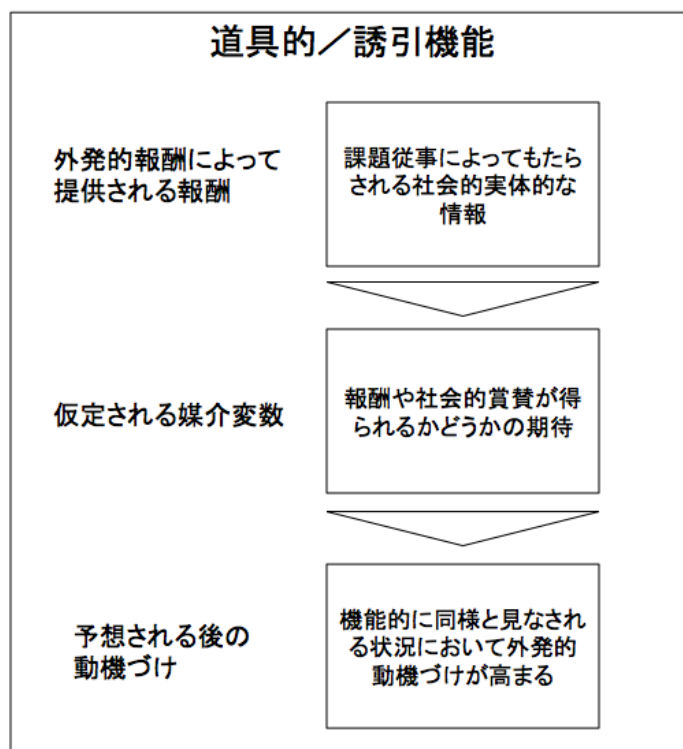 道具的／誘引機能
外発的報酬によって
提供される報酬
課題従事によってもたら
される社会的実体的な
情報
仮定される媒介変数
報酬や社会的賞賛が得
られるかどうかの期待
予想される後の
動機づけ
機能的に同様と見なされ
る状況において外発的
動機づけが高まる